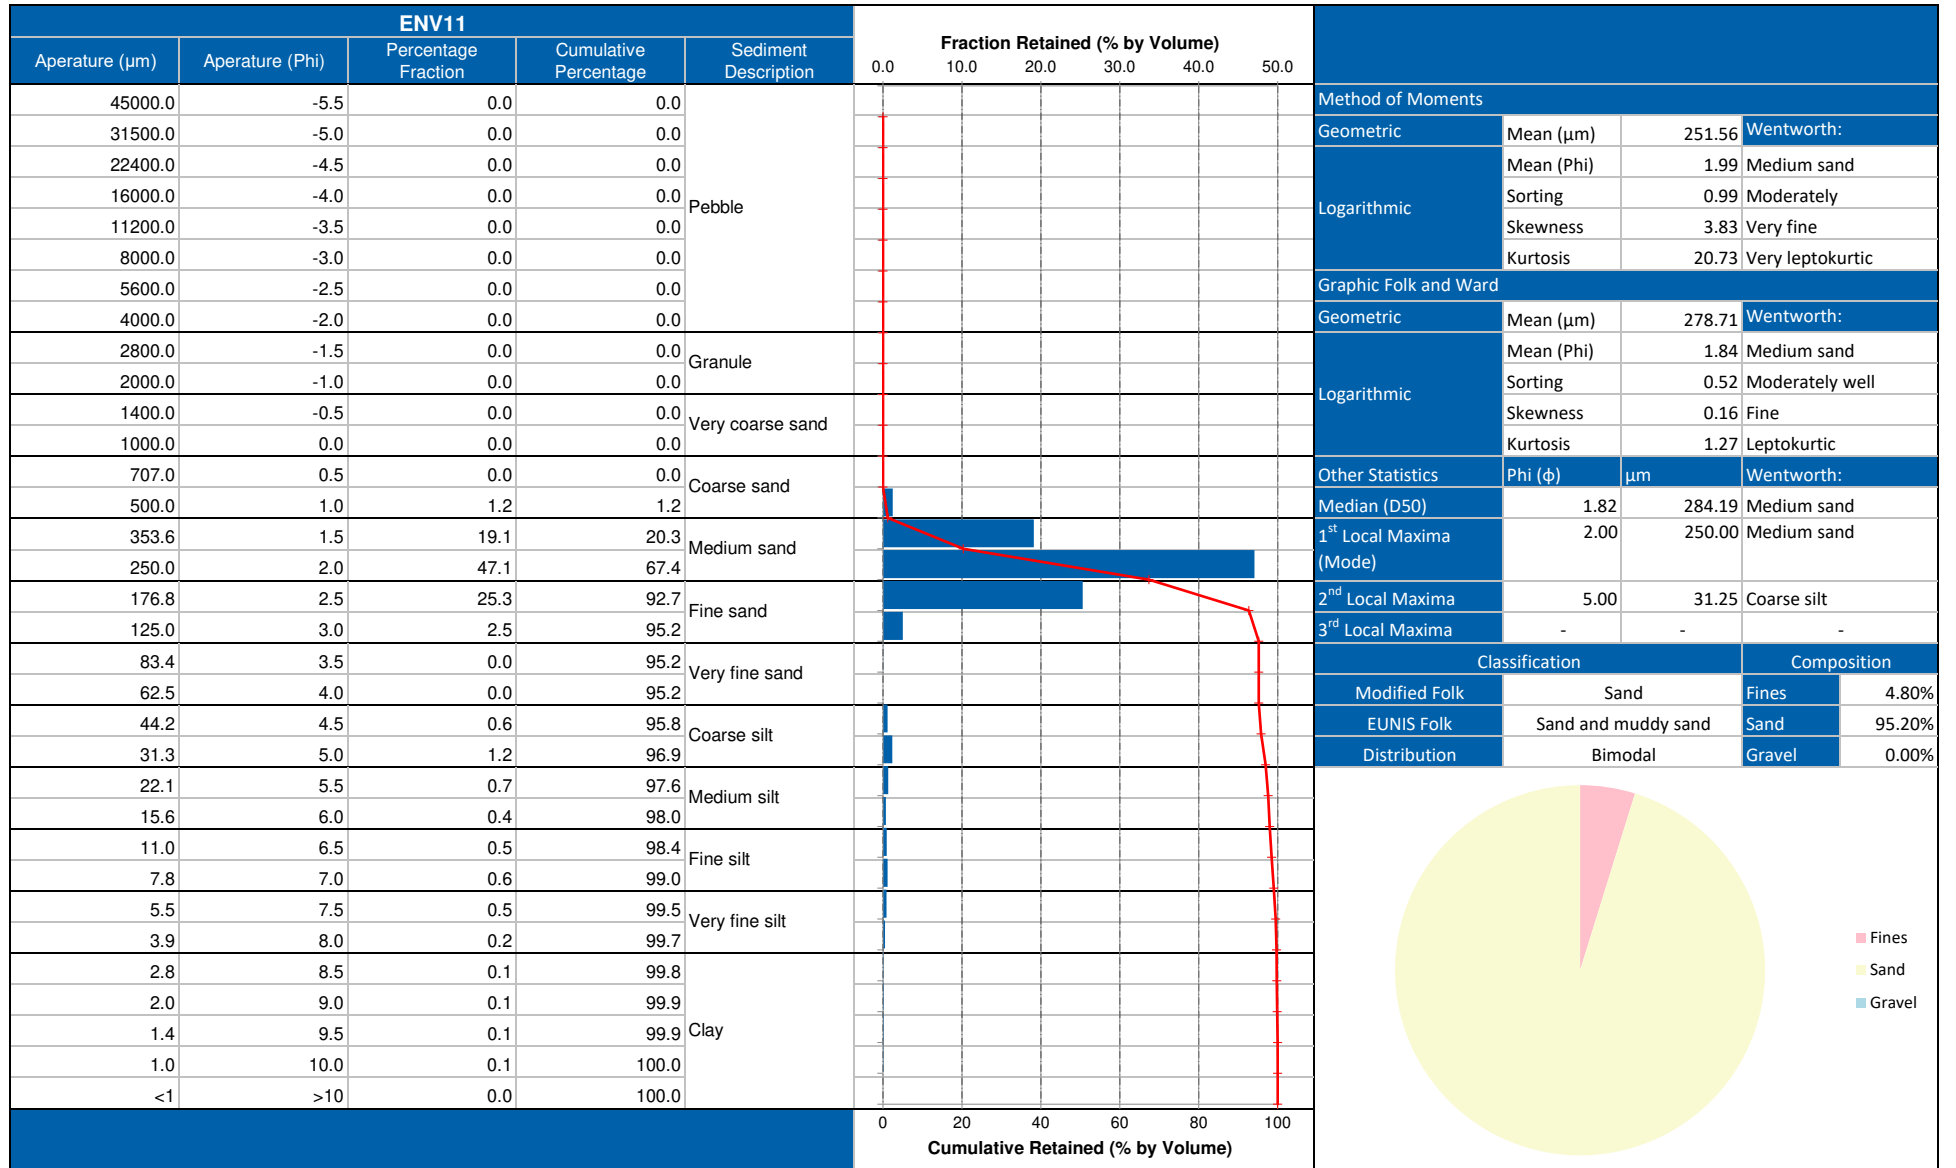 ENV11
Aperature (µm) Aperature (Phi) Percentage Fraction Cumulative Percentage Sediment Description
45000.0 -5.5 0.0 0.0
31500.0 -5.0 0.0 0.0
22400.0 -4.5 0.0 0.0
16000.0 -4.0 0.0 0.0 Pebble
11200.0 -3.5 0.0 0.0
8000.0 -3.0 0.0 0.0
5600.0 -2.5 0.0 0.0
4000.0 -2.0 0.0 0.0
2800.0 -1.5 0.0 0.0 Granule
2000.0 -1.0 0.0 0.0
1400.0 -0.5 0.0 0.0 Very coarse sand
1000.0 0.0 0.0 0.0
707.0 0.5 0.0 0.0 Coarse sand
500.0 1.0 1.2 1.2
353.6 1.5 19.1 20.3 Medium sand
250.0 2.0 47.1 67.4
176.8 2.5 25.3 92.7 Fine sand
125.0 3.0 2.5 95.2
83.4 3.5 0.0 95.2 Very fine sand
62.5 4.0 0.0 95.2
44.2 4.5 0.6 95.8 Coarse silt
31.3 5.0 1.2 96.9
22.1 5.5 0.7 97.6 Medium silt
15.6 6.0 0.4 98.0
11.0 6.5 0.5 98.4 Fine silt
7.8 7.0 0.6 99.0
5.5 7.5 0.5 99.5 Very fine silt
3.9 8.0 0.2 99.7
2.8 8.5 0.1 99.8
2.0 9.0 0.1 99.9
1.4 9.5 0.1 99.9 Clay
1.0 10.0 0.1 100.0
<1 >10 0.0 100.0
Fraction Retained (% by Volume)
0.0 10.0 20.0 30.0 40.0 50.0
0 20 40 60 80 100
Cumulative Retained (% by Volume)
Method of Moments
Geometric Mean (µm) 251.56 Wentworth:
Logarithmic Mean (Phi) 1.99 Medium sand
Sorting 0.99 Moderately
Skewness 3.83 Very fine
Kurtosis 20.73 Very leptokurtic
Graphic Folk and Ward
Geometric Mean (µm) 278.71 Wentworth:
Logarithmic Mean (Phi) 1.84 Medium sand
Sorting 0.52 Moderately well
Skewness 0.16 Fine
Kurtosis 1.27 Leptokurtic
Other Statistics Phi (ϕ) µm Wentworth:
Median (D50) 1.82 284.19 Medium sand
1st Local Maxima (Mode) 2.00 250.00 Medium sand
2nd Local Maxima 5.00 31.25 Coarse silt
3rd Local Maxima - - -
Classification Composition
Modified Folk Sand Fines 4.80%
EUNIS Folk Sand and muddy sand Sand 95.20%
Distribution Bimodal Gravel 0.00%
Fines
Sand
Gravel